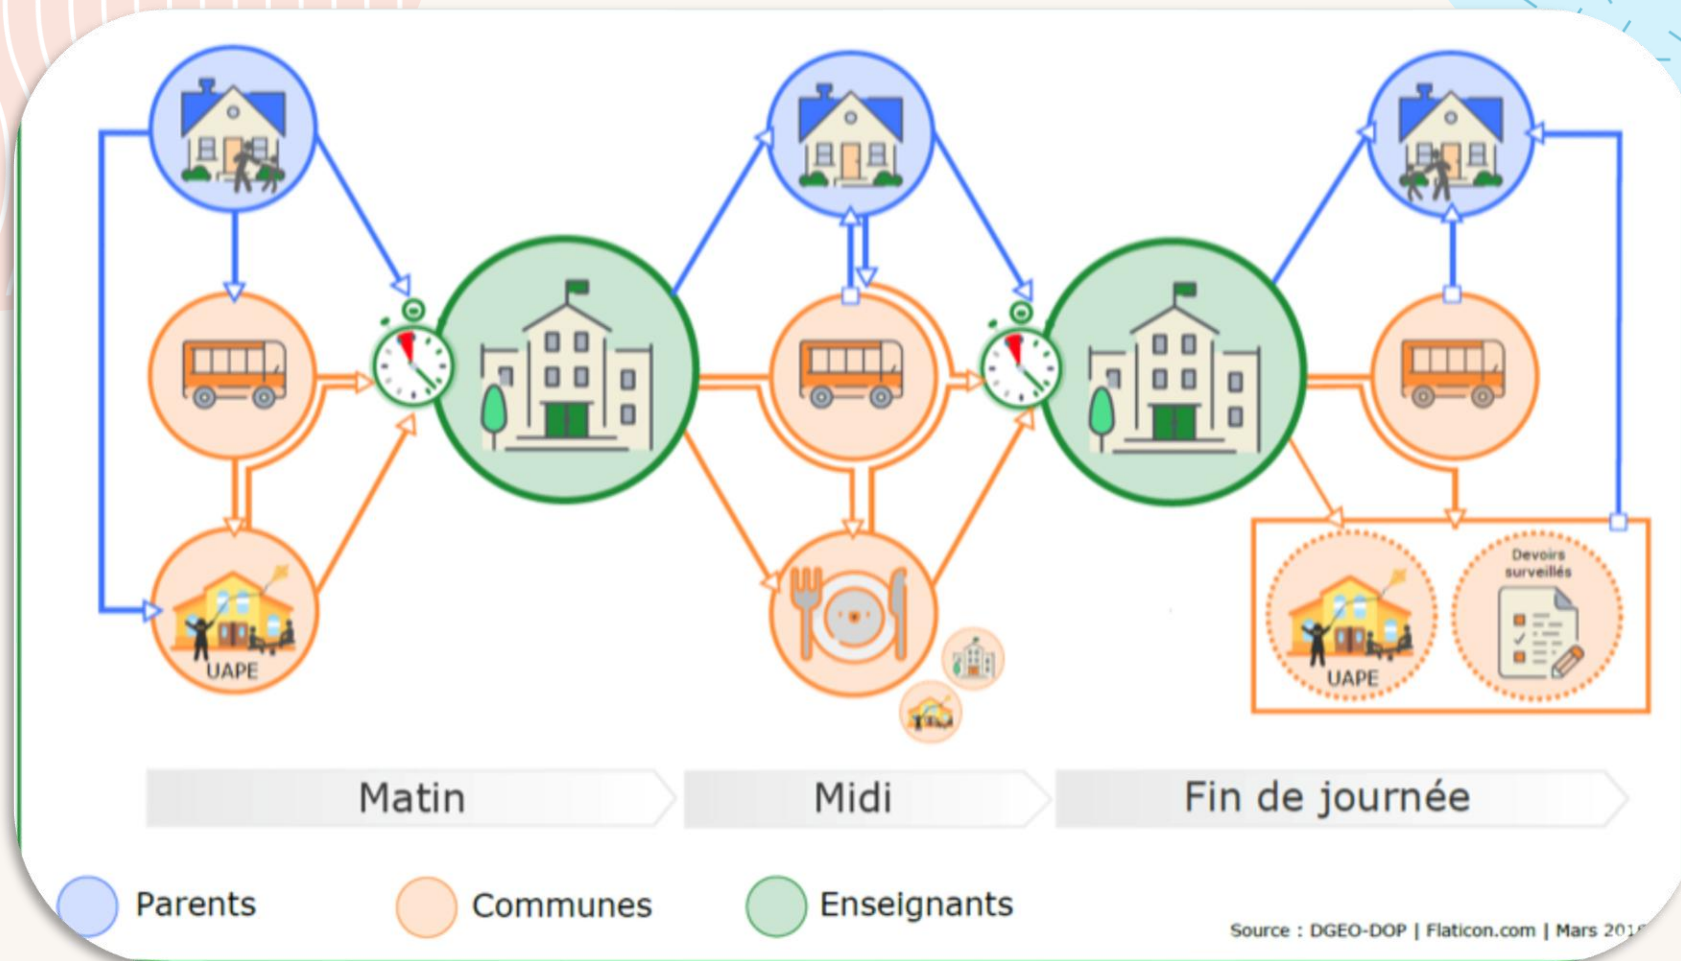 UAPE
Devoirs
surveillés
UAPE
Matin
Midi
Fin de journée
Parents
Communes
Enseignants
Source : DGEO-DOP | Flaticon.com | Mars